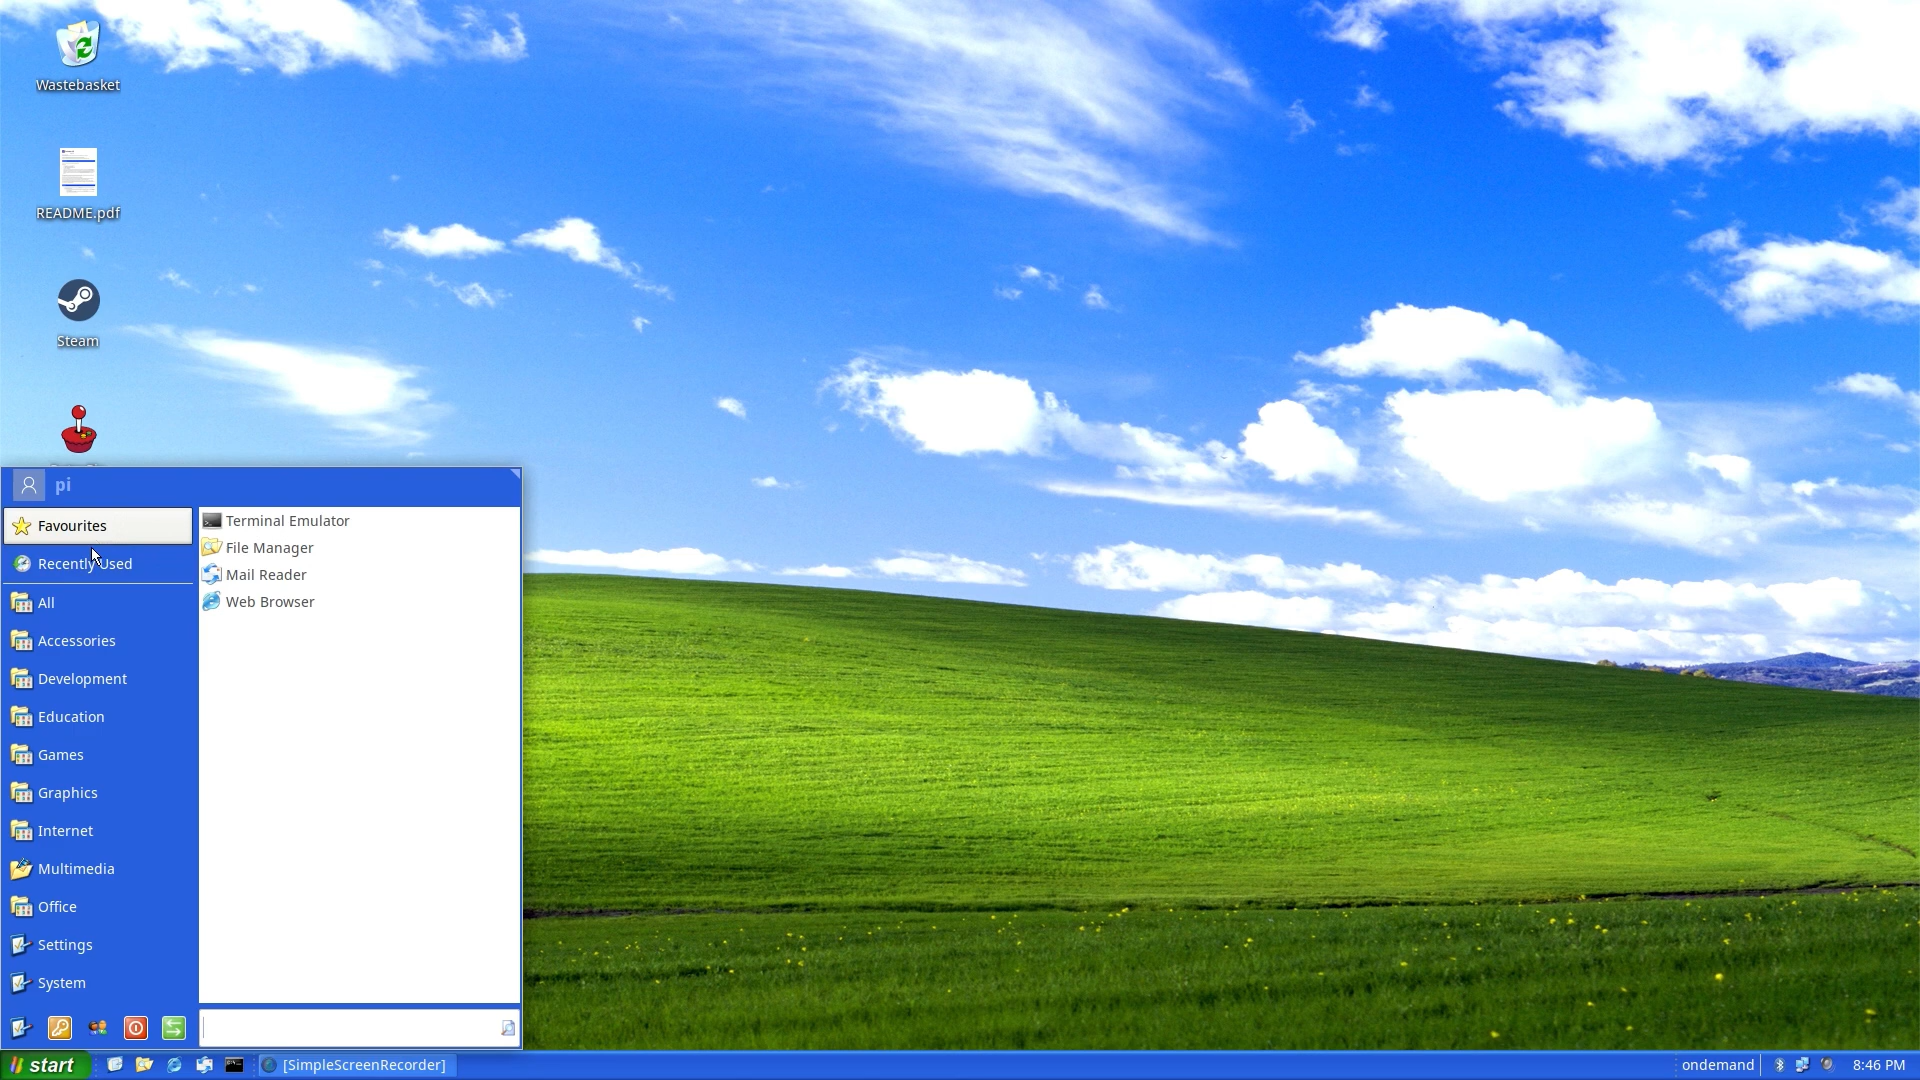 Wastebasket
README.pdf
Steam
pi
Favourites
Recently Used
All
Accessories
Development
Education
Games
Graphics
Internet
Multimedia
Office
Settings
System
Terminal Emulator
File Manager
Mail Reader
Web Browser
start
[SimpleScreenRecorder]
ondemand
8:46 PM